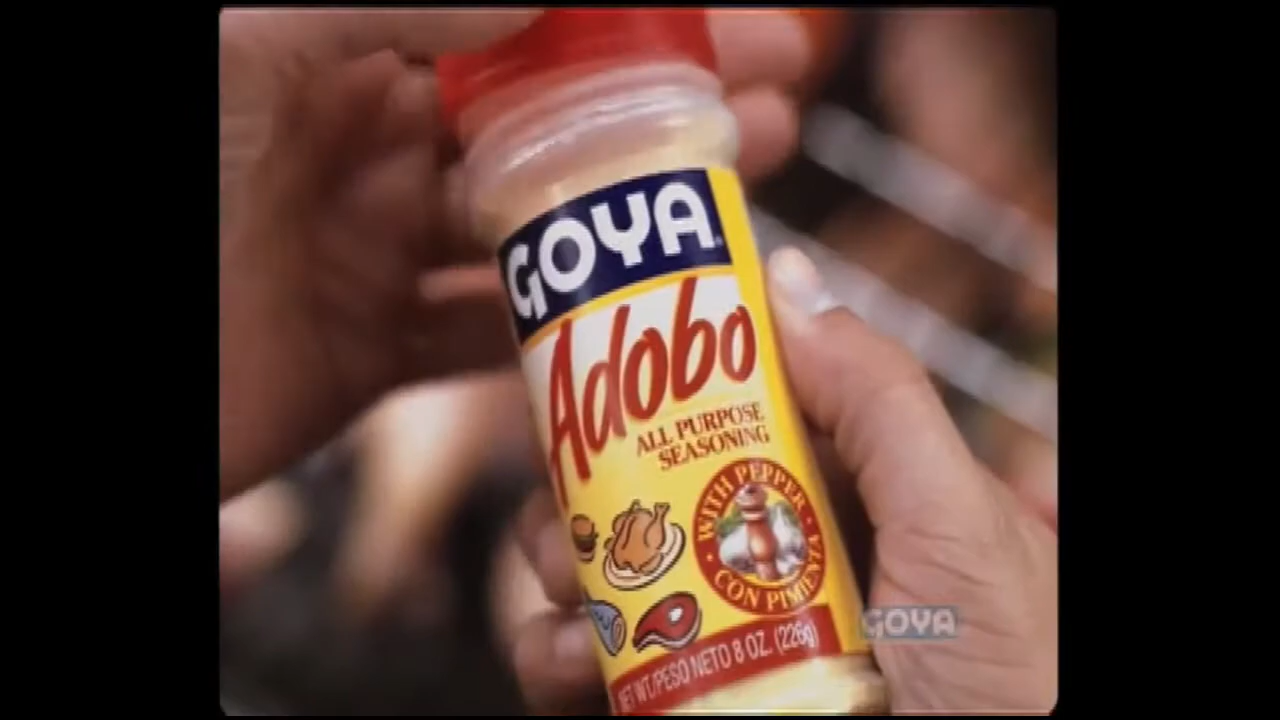 GOYA
Adobo
ALL PURPOSE
SEASONING
WITH PEPPER
CON PIMIENTA
NET WT/PESO NETO 8 OZ. (226g)
GOYA